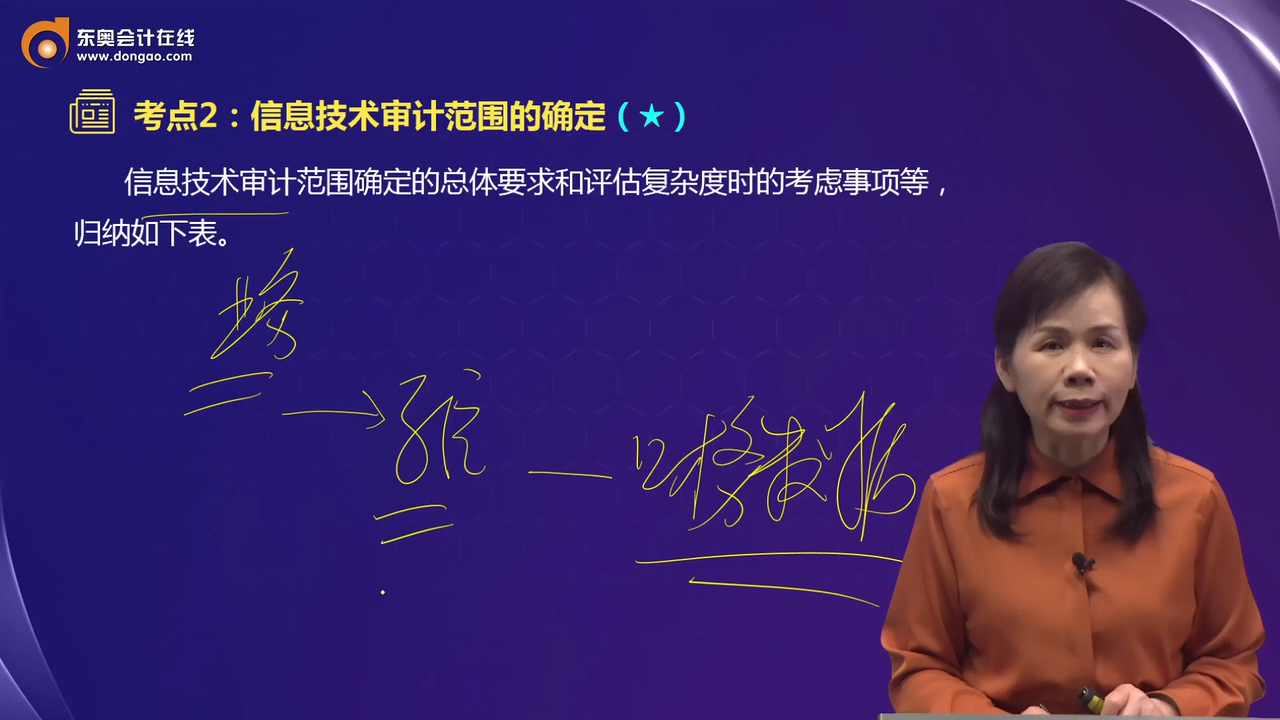 东奥会计在线
www.dongao.com
考点2：信息技术审计范围的确定（★）
信息技术审计范围确定的总体要求和评估复杂度时的考虑事项等，
归纳如下表。